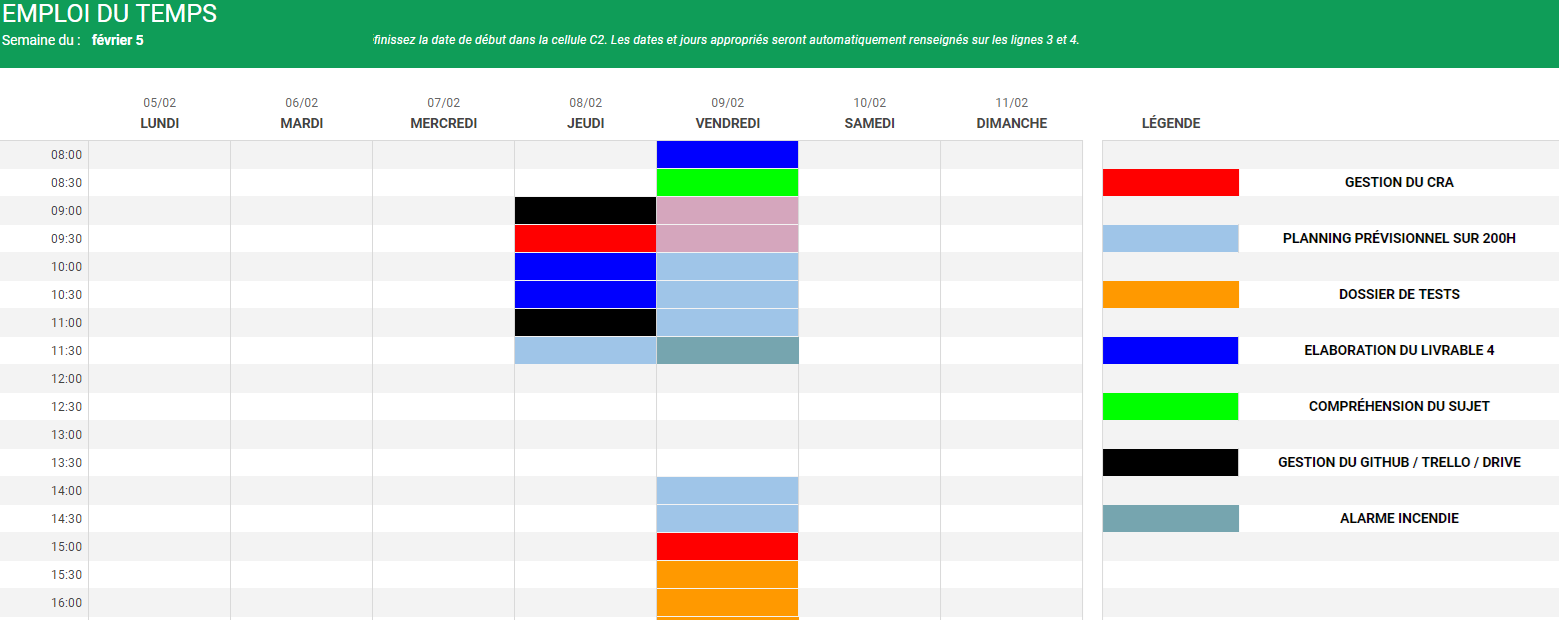 EMPLOI DU TEMPS
Semaine du : février 5
finissez la date de début dans la cellule C2. Les dates et jours appropriés seront automatiquement renseignés sur les lignes 3 et 4.
05/02 06/02 07/02 08/02 09/02 10/02 11/02
LUNDI MARDI MERCREDI JEUDI VENDREDI SAMEDI DIMANCHE LÉGENDE
08:00
08:30 GESTION DU CRA
09:00
09:30 PLANNING PRÉVISIONNEL SUR 200H
10:00
10:30 DOSSIER DE TESTS
11:00
11:30 ELABORATION DU LIVRABLE 4
12:00
12:30 COMPRÉHENSION DU SUJET
13:00
13:30 GESTION DU GITHUB / TRELLO / DRIVE
14:00
14:30 ALARME INCENDIE
15:00
15:30
16:00